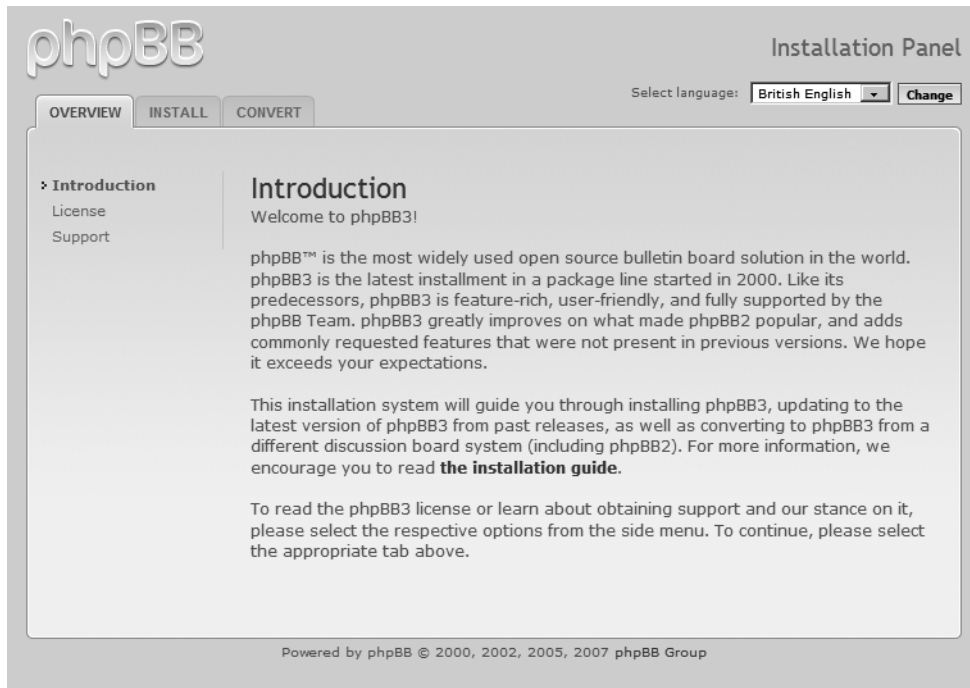 phpBB
Installation Panel
Select language: British English Change
OVERVIEW INSTALL CONVERT
Introduction
License
Support
Introduction
Welcome to phpBB3!
phpBB™ is the most widely used open source bulletin board solution in the world.
phpBB3 is the latest installment in a package line started in 2000. Like its
predecessors, phpBB3 is feature-rich, user-friendly, and fully supported by the
phpBB Team. phpBB3 greatly improves on what made phpBB2 popular, and adds
commonly requested features that were not present in previous versions. We hope
it exceeds your expectations.
This installation system will guide you through installing phpBB3, updating to the
latest version of phpBB3 from past releases, as well as converting to phpBB3 from a
different discussion board system (including phpBB2). For more information, we
encourage you to read the installation guide.
To read the phpBB3 license or learn about obtaining support and our stance on it,
please select the respective options from the side menu. To continue, please select
the appropriate tab above.
Powered by phpBB © 2000, 2002, 2005, 2007 phpBB Group